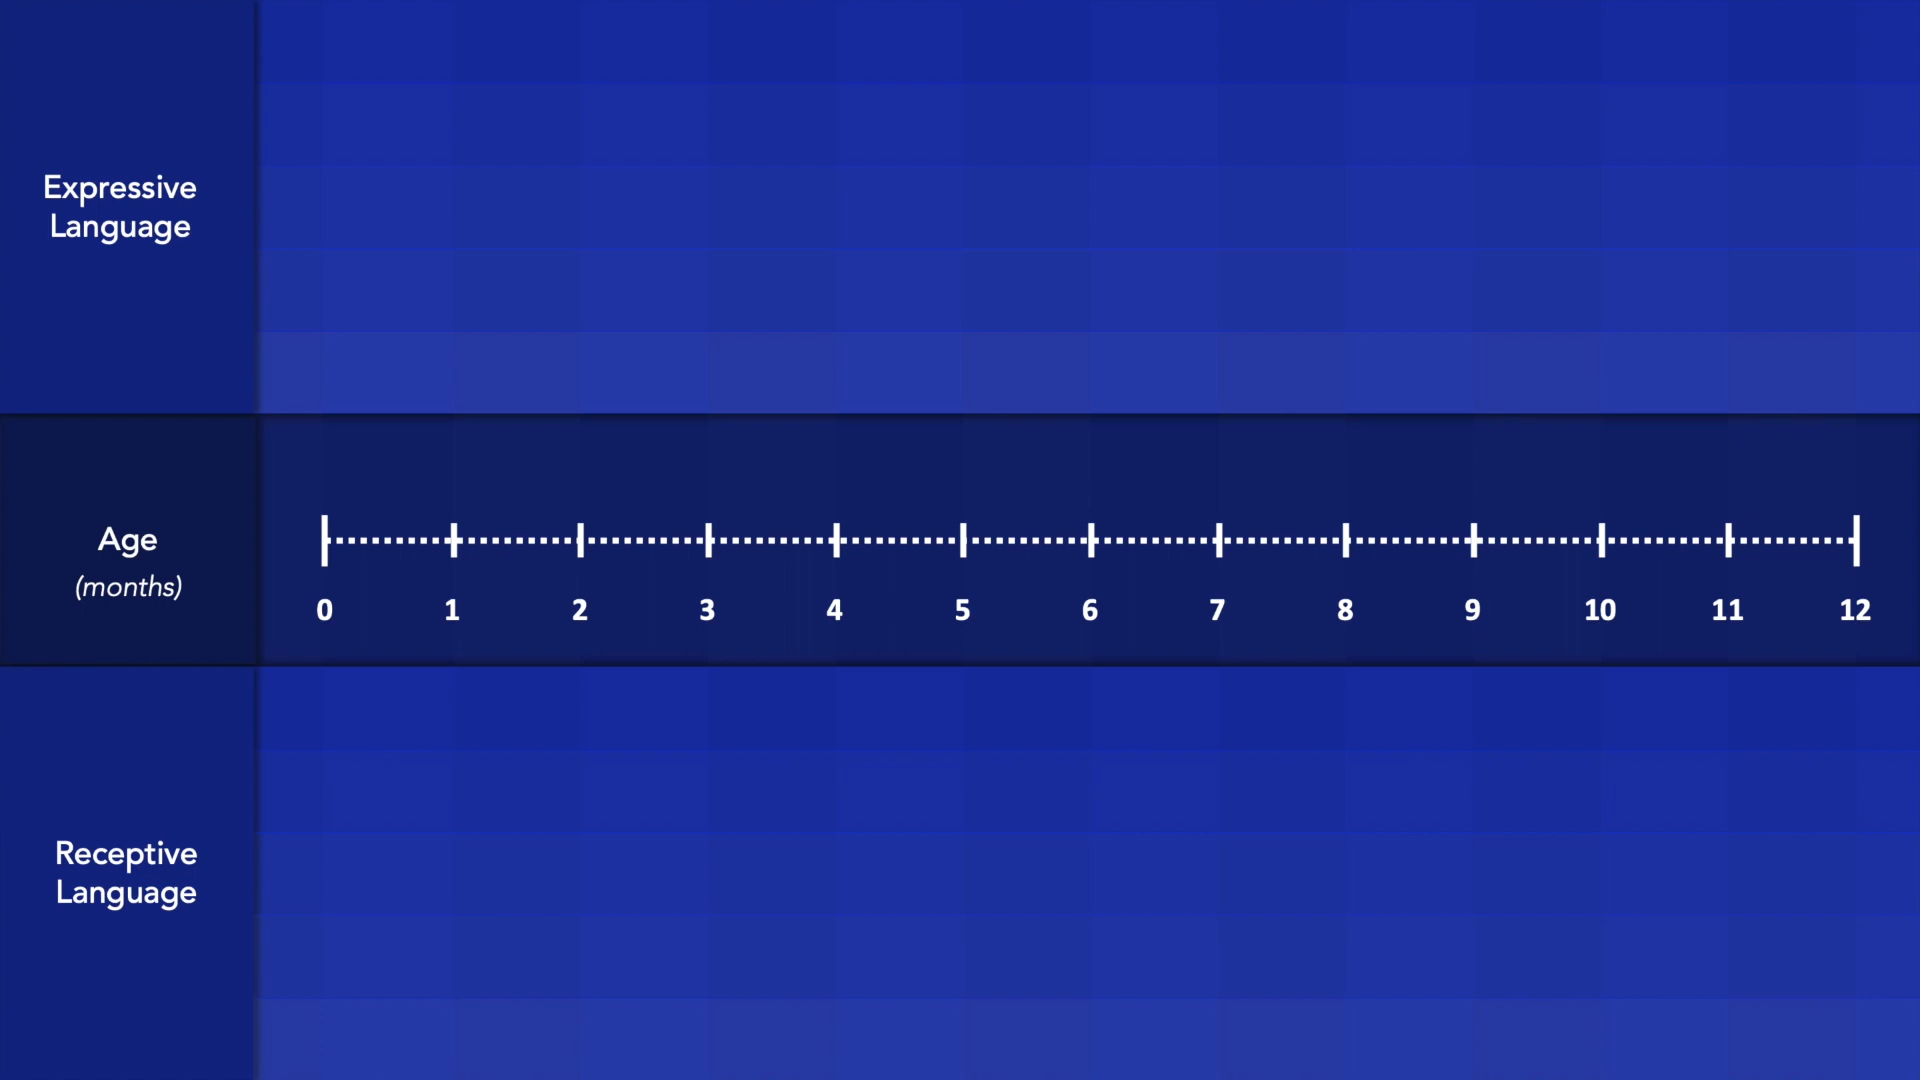 Expressive
Language
Age
(months)
0 1 2 3 4 5 6 7 8 9 10 11 12
Receptive
Language